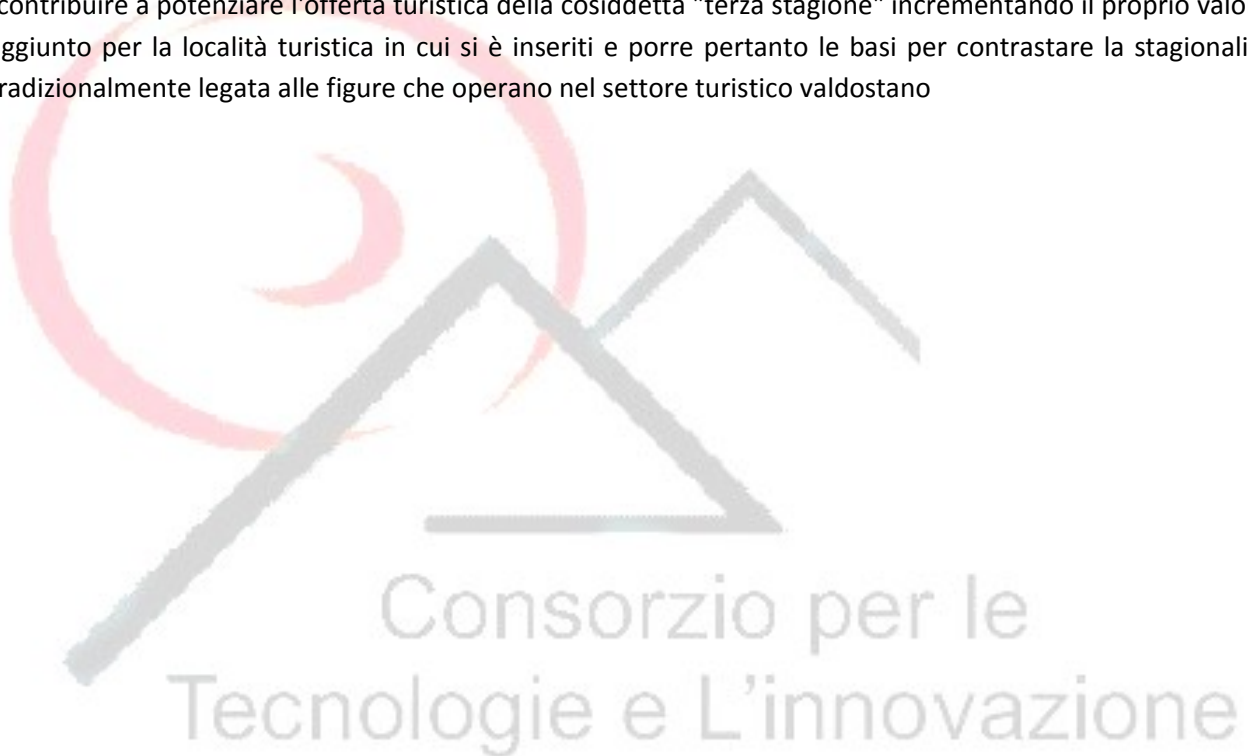 contribuire a potenziare l'offerta turistica della cosiddetta "terza stagione" incrementando il proprio valo
ggiunto per la località turistica in cui si è inseriti e porre pertanto le basi per contrastare la stagionali
radizionalmente legata alle figure che operano nel settore turistico valdostano
Consorzio per le
Tecnologie e L'innovazione